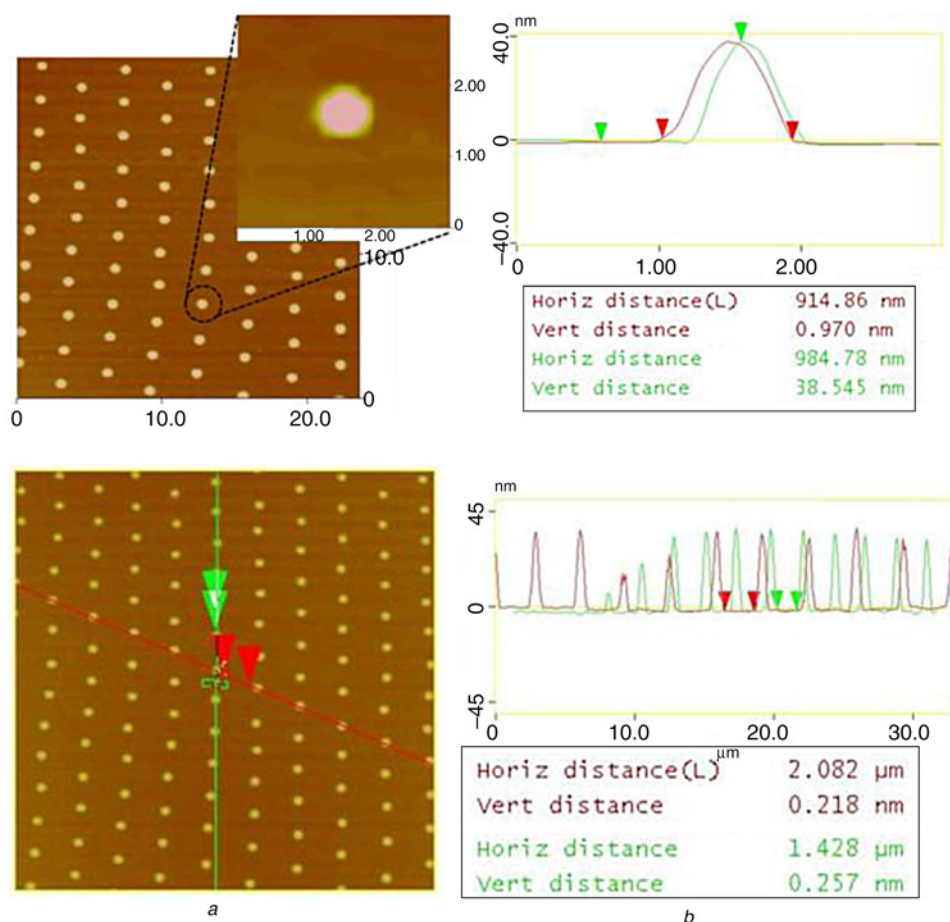 2.00
1.00
0
1.00 2.00
10.0
0
0 10.0 20.0
nm
40.0
0
−40.0
0 1.00 2.00
Horiz distance(L) 914.86 nm
Vert distance 0.970 nm
Horiz distance 984.78 nm
Vert distance 38.545 nm
nm
45
0
−45
0 10.0 20.0 30.0
μm
Horiz distance(L) 2.082 μm
Vert distance 0.218 nm
Horiz distance 1.428 μm
Vert distance 0.257 nm
a
b